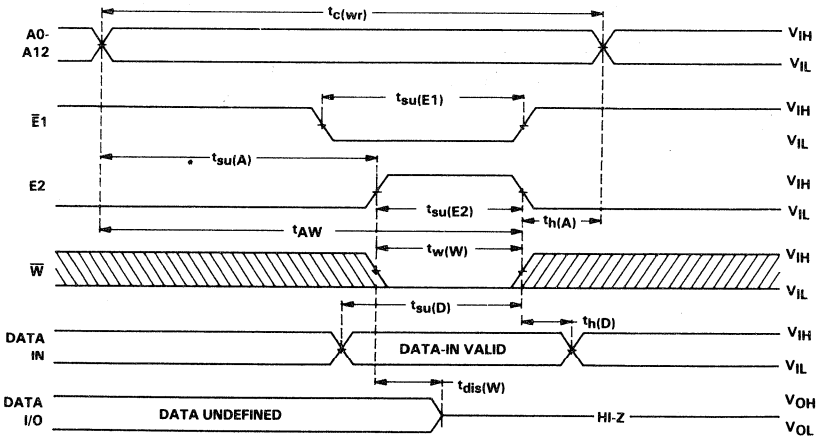 tc(wr)
A0-
A12
VIH
VIL
tsu(E1)
E̅1
VIH
VIL
tsu(A)
E2
VIH
VIL
tsu(E2)
th(A)
tAW
tw(W)
W̅
VIH
VIL
tsu(D)
th(D)
DATA
IN
DATA-IN VALID
VIH
VIL
tdis(W)
DATA
I/O
DATA UNDEFINED
HI-Z
VOH
VOL